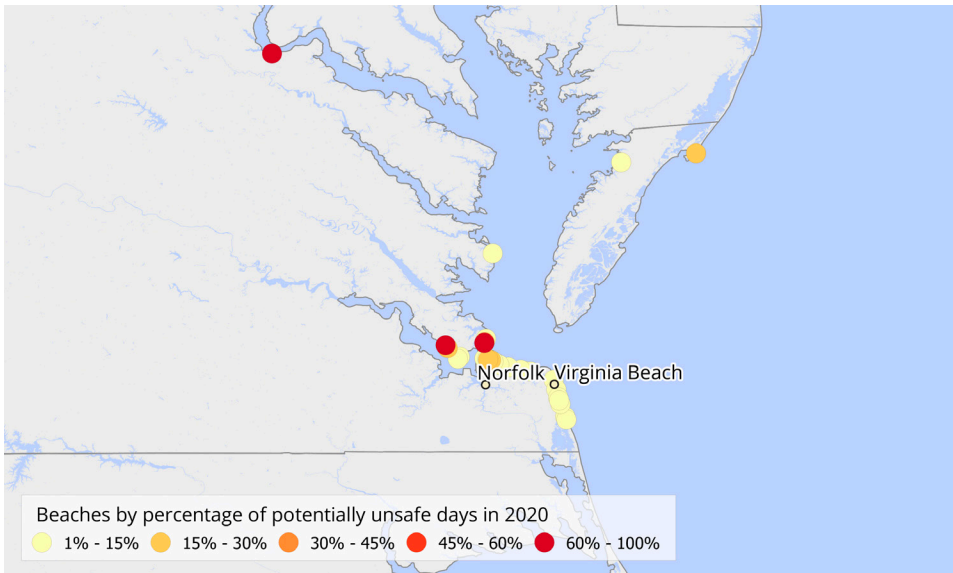 Norfolk
Virginia Beach
Beaches by percentage of potentially unsafe days in 2020
1% - 15% 15% - 30% 30% - 45% 45% - 60% 60% - 100%